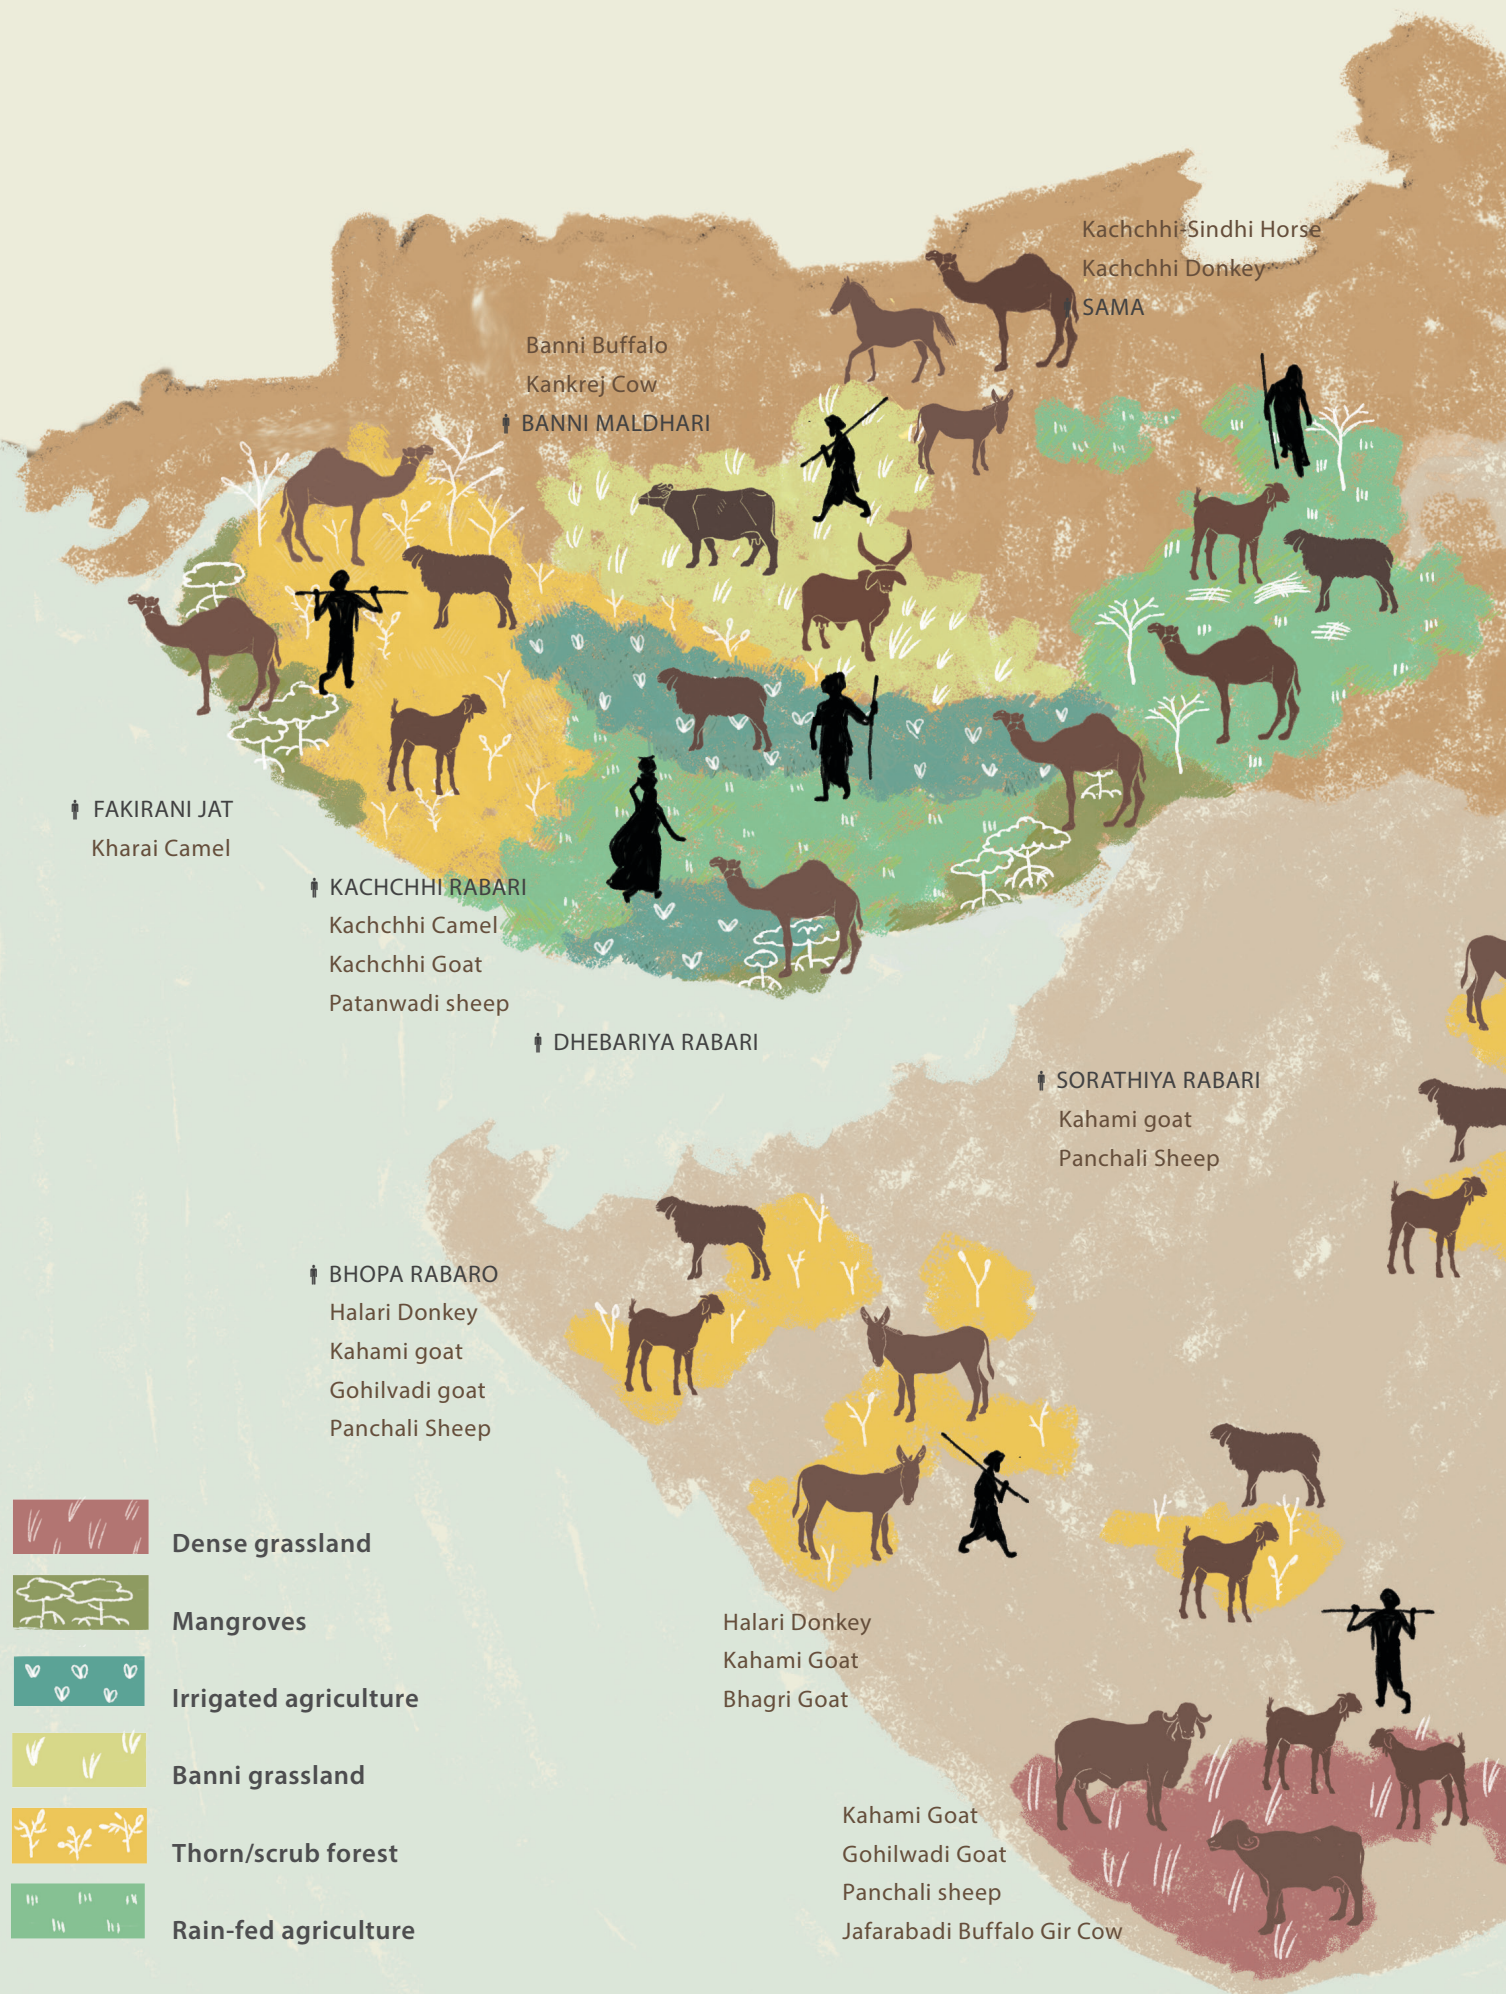 Kachchhi-Sindhi Horse
Kachchhi Donkey
SAMA
Banni Buffalo
Kankrej Cow
BANNI MALDHARI
FAKIRANI JAT
Kharai Camel
KACHCHHI RABARI
Kachchhi Camel
Kachchhi Goat
Patanwadi sheep
DHEBARIYA RABARI
SORATHIYA RABARI
Kahami goat
Panchali Sheep
BHOPA RABARO
Halari Donkey
Kahami goat
Gohilvadi goat
Panchali Sheep
Halari Donkey
Kahami Goat
Bhagri Goat
Kahami Goat
Gohilwadi Goat
Panchali sheep
Jafarabadi Buffalo Gir Cow
Dense grassland
Mangroves
Irrigated agriculture
Banni grassland
Thorn/scrub forest
Rain-fed agriculture